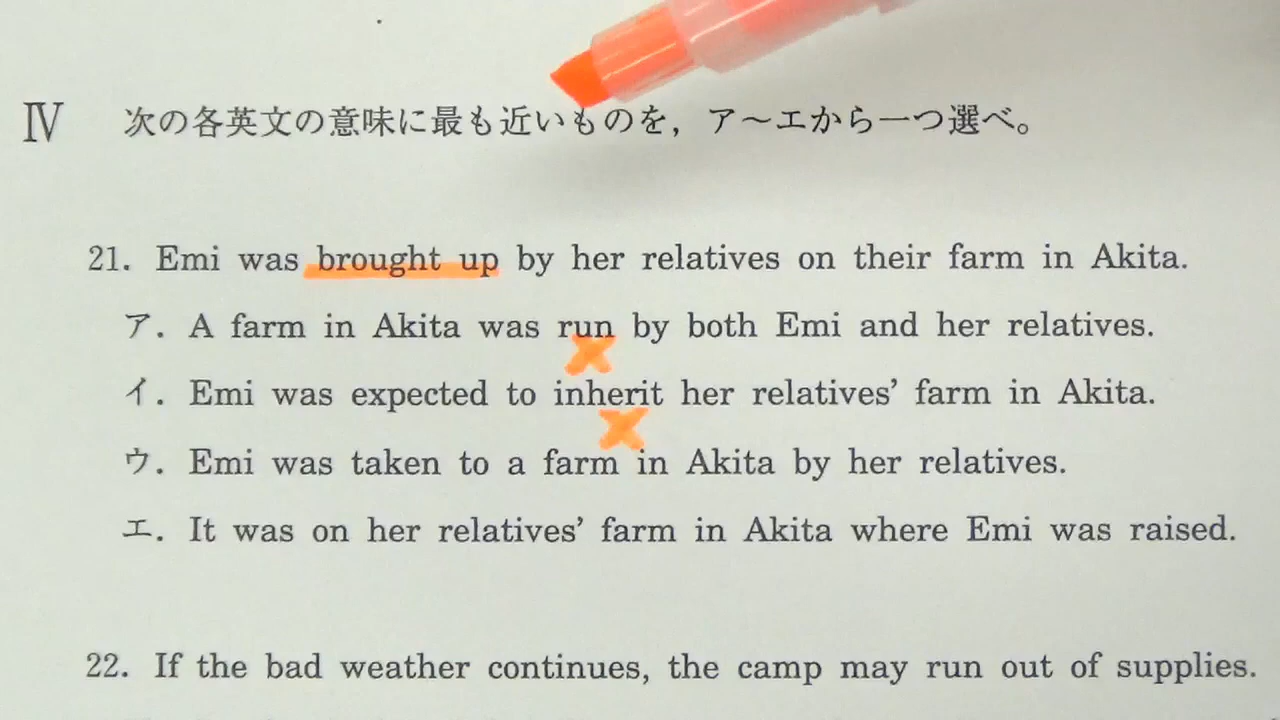 Ⅳ 次の各英文の意味に最も近いものを，ア～エから一つ選べ。
21. Emi was brought up by her relatives on their farm in Akita.
ア. A farm in Akita was run by both Emi and her relatives.
イ. Emi was expected to inherit her relatives’ farm in Akita.
ウ. Emi was taken to a farm in Akita by her relatives.
エ. It was on her relatives’ farm in Akita where Emi was raised.
22. If the bad weather continues, the camp may run out of supplies.